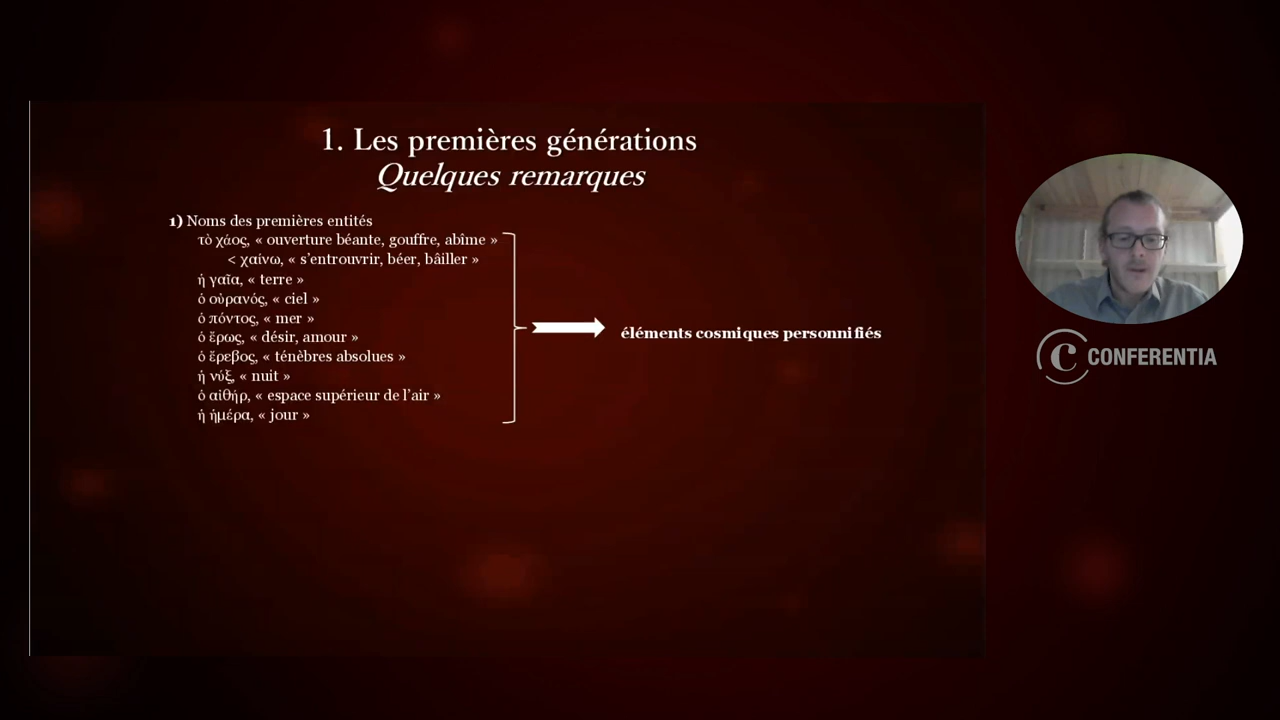 1. Les premières générations
Quelques remarques
1) Noms des premières entités
τὸ χάος, « ouverture béante, gouffre, abîme »
< χαίνω, « s’entrouvrir, béer, bâiller »
ἡ γαῖα, « terre »
ὁ οὐρανός, « ciel »
ὁ πόντος, « mer »
ὁ ἔρως, « désir, amour »
ὁ ἔρεβος, « ténèbres absolues »
ἡ νύξ, « nuit »
ὁ αἰθήρ, « espace supérieur de l’air »
ἡ ἡμέρα, « jour »
éléments cosmiques personnifiés
C CONFERENTIA